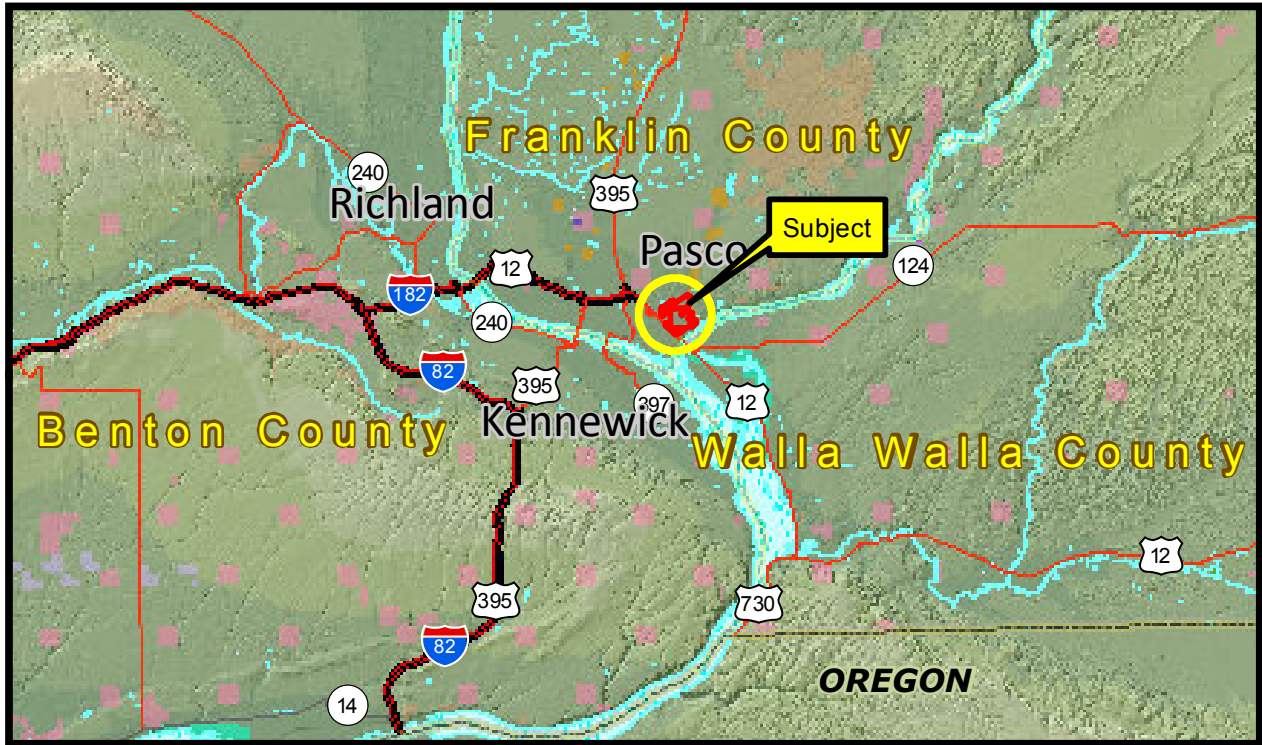 Franklin County
240
Richland
395
Subject
Pasco
12
124
182
240
82
395
397
12
Benton County
Kennewick
Walla Walla County
12
395
730
82
OREGON
14